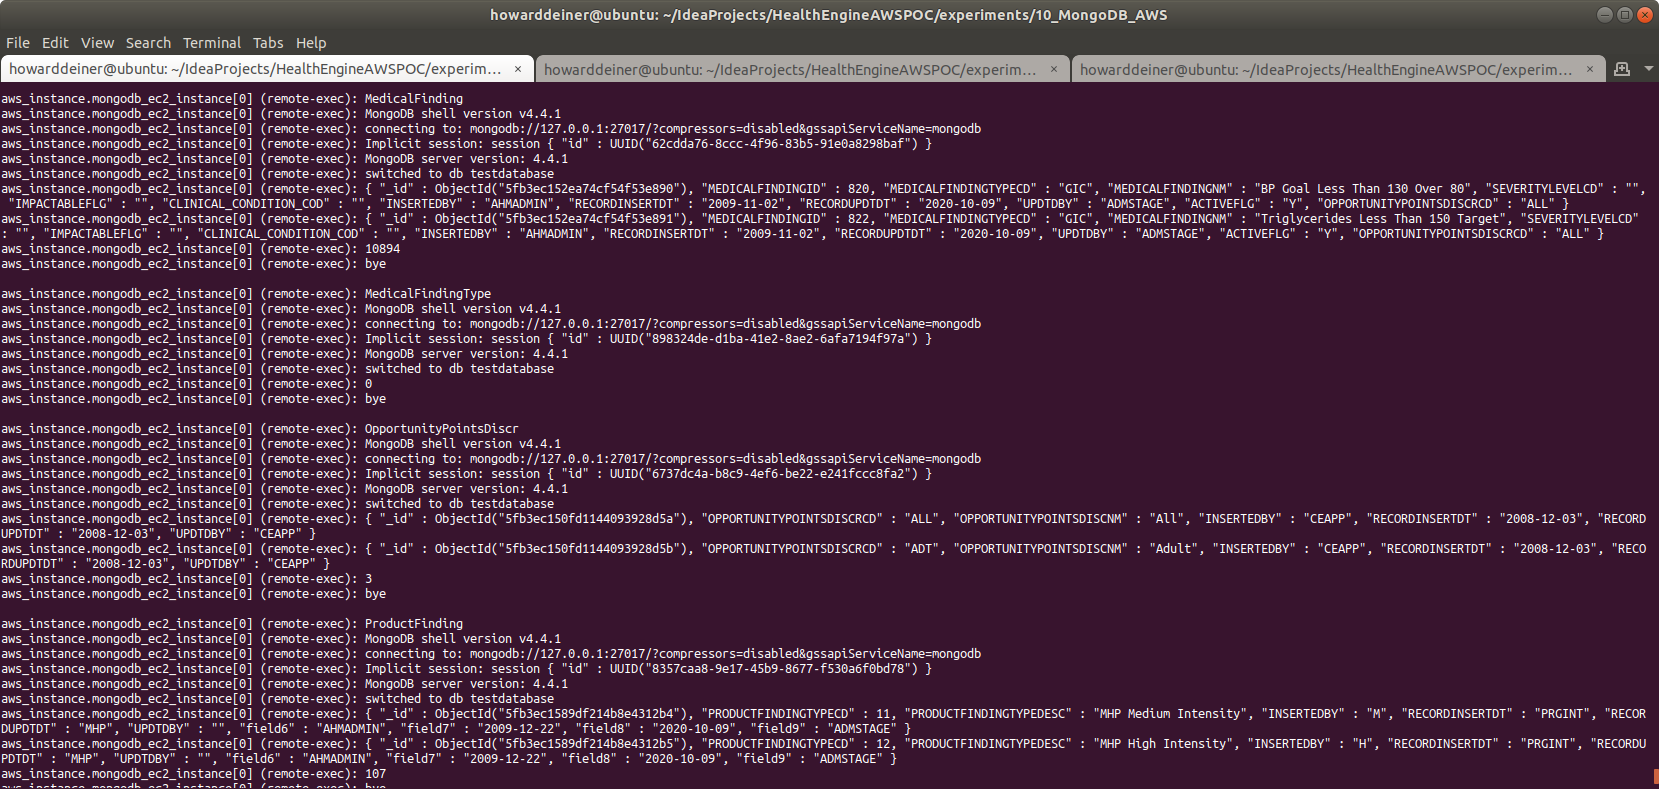 howarddeiner@ubuntu: ~/IdeaProjects/HealthEngineAWSPOC/experiments/10_MongoDB_AWS
File Edit View Search Terminal Tabs Help
howarddeiner@ubuntu: ~/IdeaProjects/HealthEngineAWSPOC/experim... × howarddeiner@ubuntu: ~/IdeaProjects/HealthEngineAWSPOC/experim... × howarddeiner@ubuntu: ~/IdeaProjects/HealthEngineAWSPOC/experim... ×
aws_instance.mongodb_ec2_instance[0] (remote-exec): MedicalFinding
aws_instance.mongodb_ec2_instance[0] (remote-exec): MongoDB shell version v4.4.1
aws_instance.mongodb_ec2_instance[0] (remote-exec): connecting to: mongodb://127.0.0.1:27017/?compressors=disabled&gssapiServiceName=mongodb
aws_instance.mongodb_ec2_instance[0] (remote-exec): Implicit session: session { "id" : UUID("62cdda76-8ccc-4f96-83b5-91e0a8298baf") }
aws_instance.mongodb_ec2_instance[0] (remote-exec): MongoDB server version: 4.4.1
aws_instance.mongodb_ec2_instance[0] (remote-exec): switched to db testdatabase
aws_instance.mongodb_ec2_instance[0] (remote-exec): { "_id" : ObjectId("5fb3ec152ea74cf54f53e890"), "MEDICALFINDINGID" : 820, "MEDICALFINDINGTYPECD" : "GIC", "MEDICALFINDINGNM" : "BP Goal Less Than 130 Over 80", "SEVERITYLEVELCD" : "",
"IMPACTABLEFLG" : "", "CLINICAL_CONDITION_COD" : "", "INSERTEDBY" : "AHMADMIN", "RECORDINSERTDT" : "2009-11-02", "RECORDUPDTDT" : "2020-10-09", "UPDTDBY" : "ADMSTAGE", "ACTIVEFLG" : "Y", "OPPORTUNITYPOINTSDISCRCD" : "ALL" }
aws_instance.mongodb_ec2_instance[0] (remote-exec): { "_id" : ObjectId("5fb3ec152ea74cf54f53e891"), "MEDICALFINDINGID" : 822, "MEDICALFINDINGTYPECD" : "GIC", "MEDICALFINDINGNM" : "Triglycerides Less Than 150 Target", "SEVERITYLEVELCD"
: "", "IMPACTABLEFLG" : "", "CLINICAL_CONDITION_COD" : "", "INSERTEDBY" : "AHMADMIN", "RECORDINSERTDT" : "2009-11-02", "RECORDUPDTDT" : "2020-10-09", "UPDTDBY" : "ADMSTAGE", "ACTIVEFLG" : "Y", "OPPORTUNITYPOINTSDISCRCD" : "ALL" }
aws_instance.mongodb_ec2_instance[0] (remote-exec): 10894
aws_instance.mongodb_ec2_instance[0] (remote-exec): bye
aws_instance.mongodb_ec2_instance[0] (remote-exec): MedicalFindingType
aws_instance.mongodb_ec2_instance[0] (remote-exec): MongoDB shell version v4.4.1
aws_instance.mongodb_ec2_instance[0] (remote-exec): connecting to: mongodb://127.0.0.1:27017/?compressors=disabled&gssapiServiceName=mongodb
aws_instance.mongodb_ec2_instance[0] (remote-exec): Implicit session: session { "id" : UUID("898324de-d1ba-41e2-8ae2-6afa7194f97a") }
aws_instance.mongodb_ec2_instance[0] (remote-exec): MongoDB server version: 4.4.1
aws_instance.mongodb_ec2_instance[0] (remote-exec): switched to db testdatabase
aws_instance.mongodb_ec2_instance[0] (remote-exec): 0
aws_instance.mongodb_ec2_instance[0] (remote-exec): bye
aws_instance.mongodb_ec2_instance[0] (remote-exec): OpportunityPointsDiscr
aws_instance.mongodb_ec2_instance[0] (remote-exec): MongoDB shell version v4.4.1
aws_instance.mongodb_ec2_instance[0] (remote-exec): connecting to: mongodb://127.0.0.1:27017/?compressors=disabled&gssapiServiceName=mongodb
aws_instance.mongodb_ec2_instance[0] (remote-exec): Implicit session: session { "id" : UUID("6737dc4a-b8c9-4ef6-be22-e241fccc8fa2") }
aws_instance.mongodb_ec2_instance[0] (remote-exec): MongoDB server version: 4.4.1
aws_instance.mongodb_ec2_instance[0] (remote-exec): switched to db testdatabase
aws_instance.mongodb_ec2_instance[0] (remote-exec): { "_id" : ObjectId("5fb3ec150fd1144093928d5a"), "OPPORTUNITYPOINTSDISCRCD" : "ALL", "OPPORTUNITYPOINTSDISCNM" : "All", "INSERTEDBY" : "CEAPP", "RECORDINSERTDT" : "2008-12-03", "RECORD
UPDTDT" : "2008-12-03", "UPDTDBY" : "CEAPP" }
aws_instance.mongodb_ec2_instance[0] (remote-exec): { "_id" : ObjectId("5fb3ec150fd1144093928d5b"), "OPPORTUNITYPOINTSDISCRCD" : "ADT", "OPPORTUNITYPOINTSDISCNM" : "Adult", "INSERTEDBY" : "CEAPP", "RECORDINSERTDT" : "2008-12-03", "RECO
RDUPDTDT" : "2008-12-03", "UPDTDBY" : "CEAPP" }
aws_instance.mongodb_ec2_instance[0] (remote-exec): 3
aws_instance.mongodb_ec2_instance[0] (remote-exec): bye
aws_instance.mongodb_ec2_instance[0] (remote-exec): ProductFinding
aws_instance.mongodb_ec2_instance[0] (remote-exec): MongoDB shell version v4.4.1
aws_instance.mongodb_ec2_instance[0] (remote-exec): connecting to: mongodb://127.0.0.1:27017/?compressors=disabled&gssapiServiceName=mongodb
aws_instance.mongodb_ec2_instance[0] (remote-exec): Implicit session: session { "id" : UUID("8357caa8-9e17-45b9-8677-f530a6f0bd78") }
aws_instance.mongodb_ec2_instance[0] (remote-exec): MongoDB server version: 4.4.1
aws_instance.mongodb_ec2_instance[0] (remote-exec): switched to db testdatabase
aws_instance.mongodb_ec2_instance[0] (remote-exec): { "_id" : ObjectId("5fb3ec1589df214b8e4312b4"), "PRODUCTFINDINGTYPECD" : 11, "PRODUCTFINDINGTYPEDESC" : "MHP Medium Intensity", "INSERTEDBY" : "M", "RECORDINSERTDT" : "PRGINT", "RECOR
DUPDTDT" : "MHP", "UPDTDBY" : "", "field6" : "AHMADMIN", "field7" : "2009-12-22", "field8" : "2020-10-09", "field9" : "ADMSTAGE" }
aws_instance.mongodb_ec2_instance[0] (remote-exec): { "_id" : ObjectId("5fb3ec1589df214b8e4312b5"), "PRODUCTFINDINGTYPECD" : 12, "PRODUCTFINDINGTYPEDESC" : "MHP High Intensity", "INSERTEDBY" : "H", "RECORDINSERTDT" : "PRGINT", "RECORDU
PDTDT" : "MHP", "UPDTDBY" : "", "field6" : "AHMADMIN", "field7" : "2009-12-22", "field8" : "2020-10-09", "field9" : "ADMSTAGE" }
aws_instance.mongodb_ec2_instance[0] (remote-exec): 107
aws_instance.mongodb_ec2_instance[0] (remote-exec): bye